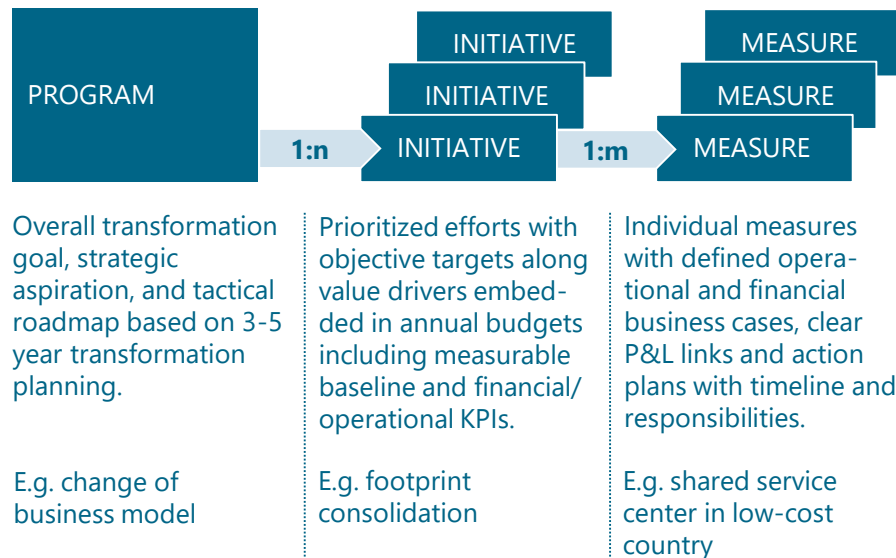 PROGRAM
INITIATIVE
INITIATIVE
INITIATIVE
MEASURE
MEASURE
MEASURE
1:n
1:m
Overall transformation
goal, strategic
aspiration, and tactical
roadmap based on 3-5
year transformation
planning.
E.g. change of
business model
Prioritized efforts with
objective targets along
value drivers embed-
ded in annual budgets
including measurable
baseline and financial/
operational KPIs.
E.g. footprint
consolidation
Individual measures
with defined opera-
tional and financial
business cases, clear
P&L links and action
plans with timeline and
responsibilities.
E.g. shared service
center in low-cost
country